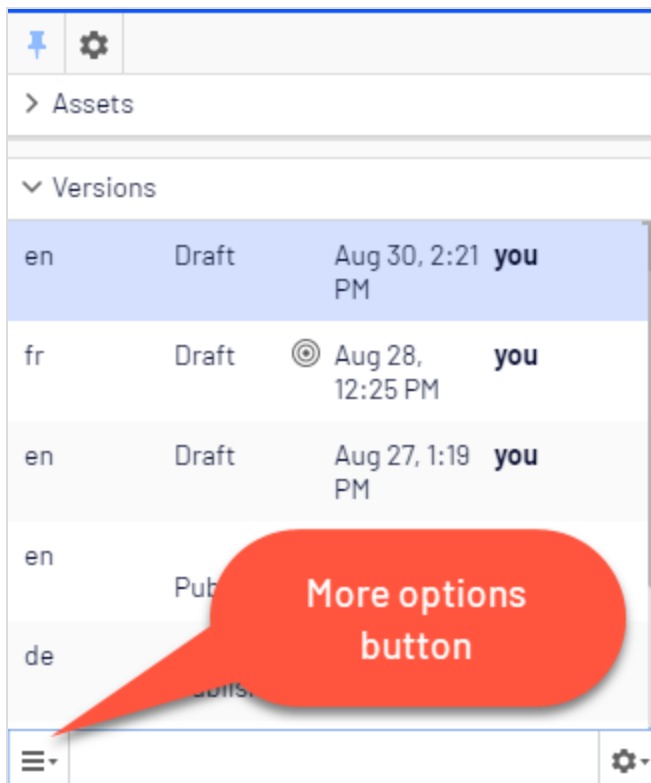 Assets
Versions
en Draft Aug 30, 2:21 you
PM
fr Draft Aug 28, you
12:25 PM
en Draft Aug 27, 1:19 you
PM
en
More options
button
de